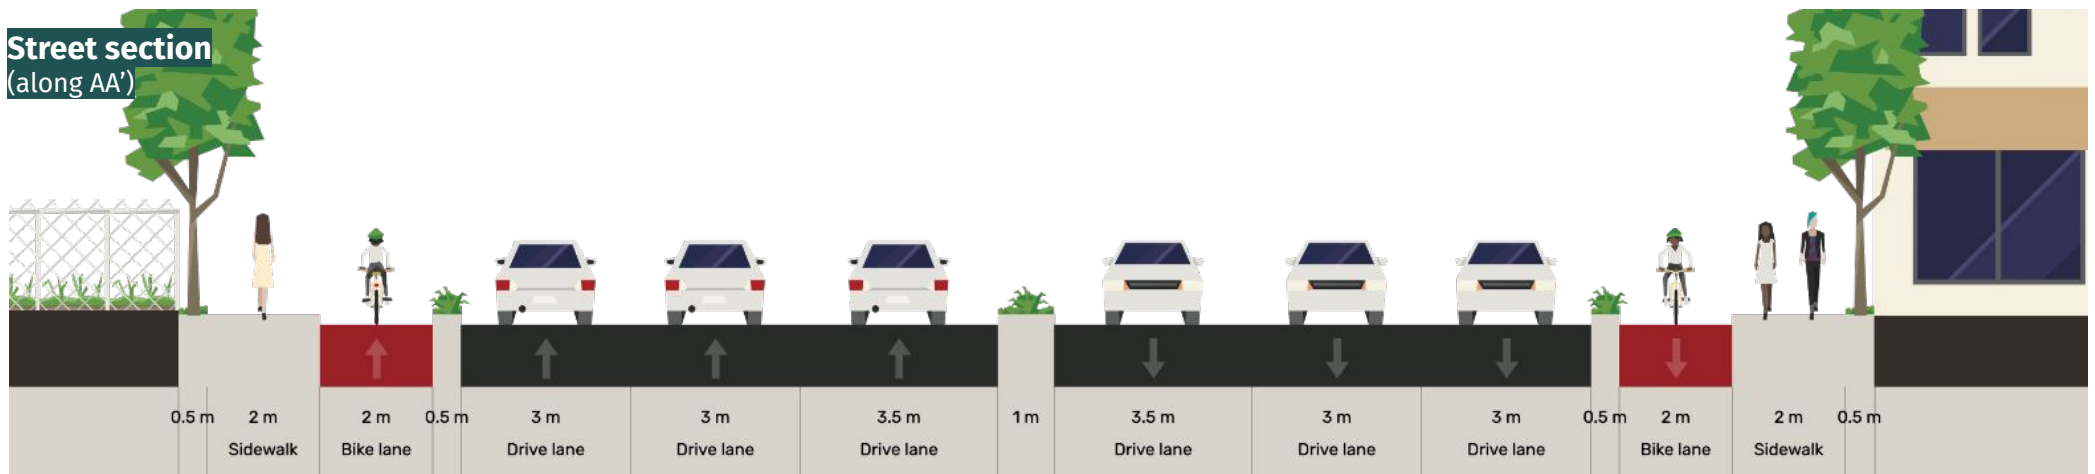 Street section
(along AA’)
0.5 m 2 m 2 m 0.5 m 3 m 3 m 3.5 m 1 m 3.5 m 3 m 3 m 0.5 m 2 m 2 m 0.5 m
Sidewalk Bike lane Drive lane Drive lane Drive lane Drive lane Drive lane Drive lane Bike lane Sidewalk